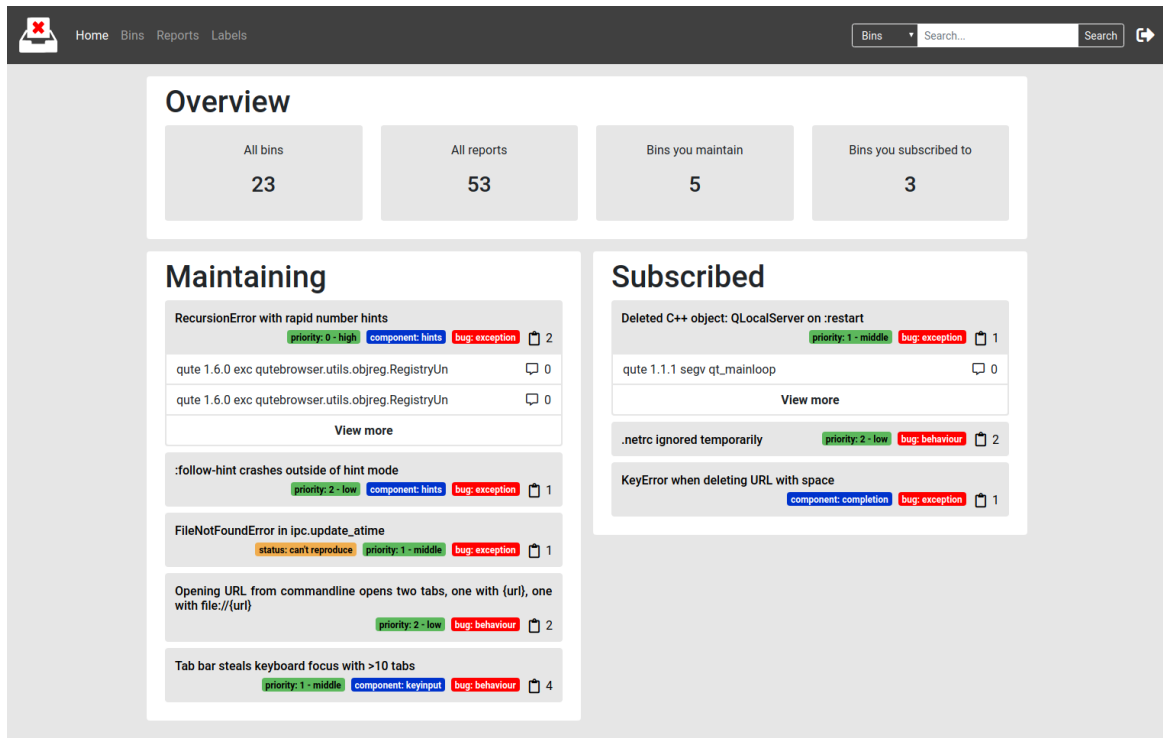 Home Bins Reports Labels Bins Search... Search
Overview
All bins
23
All reports
53
Bins you maintain
5
Bins you subscribed to
3
Maintaining
RecursionError with rapid number hints
priority: 0 - high component: hints bug: exception 2
qute 1.6.0 exc qutebrowser.utils.objreg.RegistryUn 0
qute 1.6.0 exc qutebrowser.utils.objreg.RegistryUn 0
View more
:follow-hint crashes outside of hint mode
priority: 2 - low component: hints bug: exception 1
FileNotFoundError in ipc.update_atime
status: can't reproduce priority: 1 - middle bug: exception 1
Opening URL from commandline opens two tabs, one with {url}, one
with file://{url}
priority: 2 - low bug: behaviour 2
Tab bar steals keyboard focus with >10 tabs
priority: 1 - middle component: keyinput bug: behaviour 4
Subscribed
Deleted C++ object: QLocalServer on :restart
priority: 1 - middle bug: exception 1
qute 1.1.1 segv qt_mainloop 0
View more
.netrc ignored temporarily priority: 2 - low bug: behaviour 2
KeyError when deleting URL with space
component: completion bug: exception 1